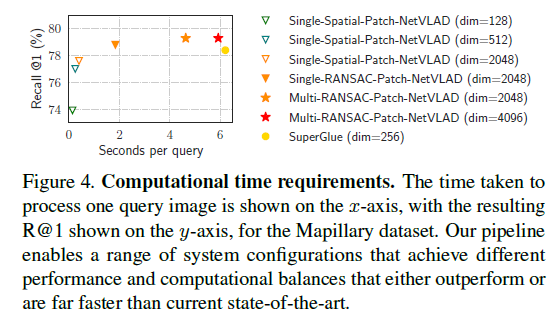 80
78
76
74
Recall @1 (%)
0 2 4 6
Seconds per query
Single-Spatial-Patch-NetVLAD (dim=128)
Single-Spatial-Patch-NetVLAD (dim=512)
Single-Spatial-Patch-NetVLAD (dim=2048)
Single-RANSAC-Patch-NetVLAD (dim=2048)
Multi-RANSAC-Patch-NetVLAD (dim=2048)
Multi-RANSAC-Patch-NetVLAD (dim=4096)
SuperGlue (dim=256)
Figure 4. Computational time requirements. The time taken to
process one query image is shown on the x-axis, with the resulting
R@1 shown on the y-axis, for the Mapillary dataset. Our pipeline
enables a range of system configurations that achieve different
performance and computational balances that either outperform or
are far faster than current state-of-the-art.